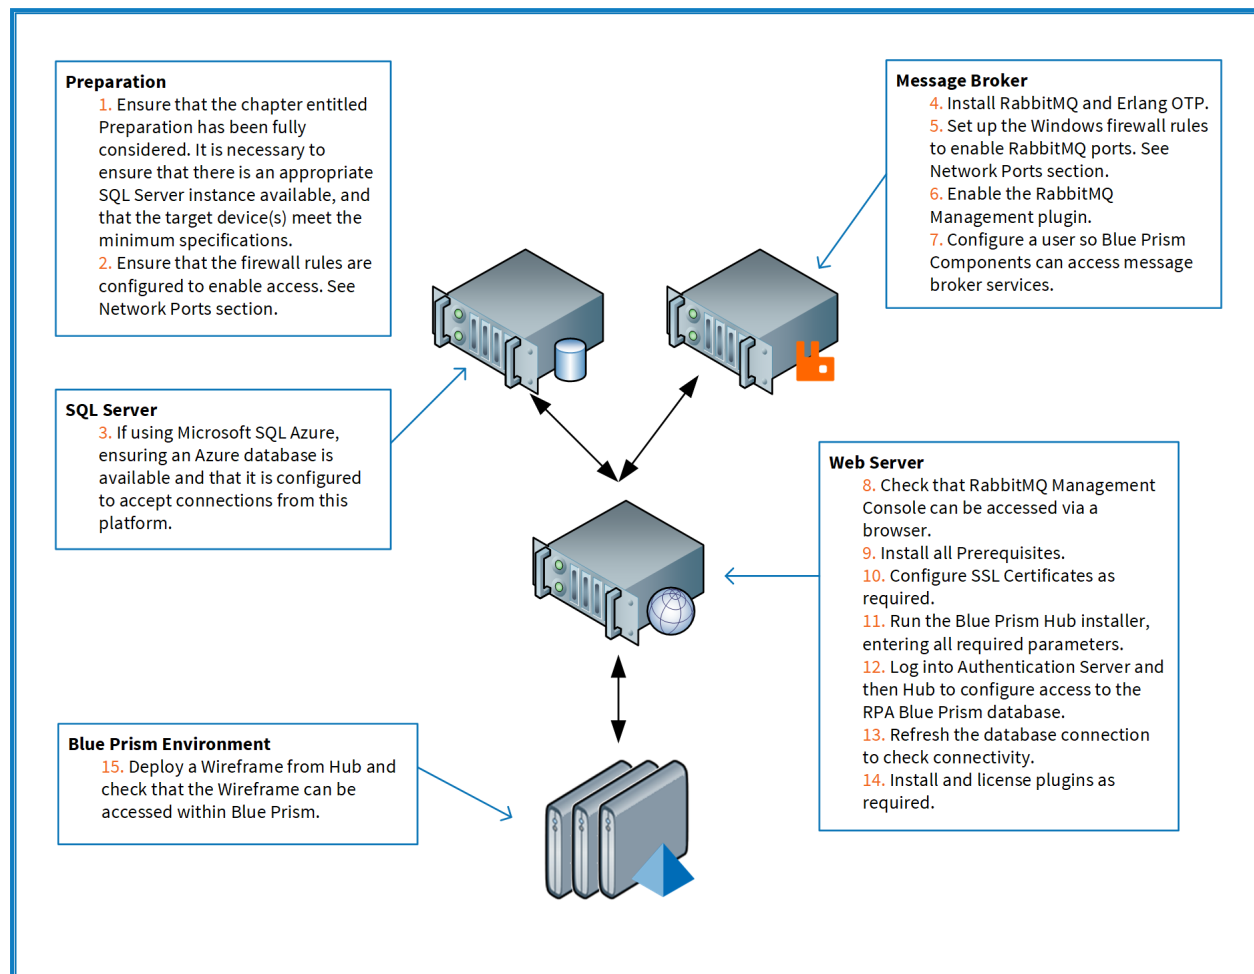 Preparation
1. Ensure that the chapter entitled
Preparation has been fully
considered. It is necessary to
ensure that there is an appropriate
SQL Server instance available, and
that the target device(s) meet the
minimum specifications.
2. Ensure that the firewall rules are
configured to enable access. See
Network Ports section.
Message Broker
4. Install RabbitMQ and Erlang OTP.
5. Set up the Windows firewall rules
to enable RabbitMQ ports. See
Network Ports section.
6. Enable the RabbitMQ
Management plugin.
7. Configure a user so Blue Prism
Components can access message
broker services.
SQL Server
3. If using Microsoft SQL Azure,
ensuring an Azure database is
available and that it is configured
to accept connections from this
platform.
Web Server
8. Check that RabbitMQ Management
Console can be accessed via a
browser.
9. Install all Prerequisites.
10. Configure SSL Certificates as
required.
11. Run the Blue Prism Hub installer,
entering all required parameters.
12. Log into Authentication Server and
then Hub to configure access to the
RPA Blue Prism database.
13. Refresh the database connection
to check connectivity.
14. Install and license plugins as
required.
Blue Prism Environment
15. Deploy a Wireframe from Hub and
check that the Wireframe can be
accessed within Blue Prism.